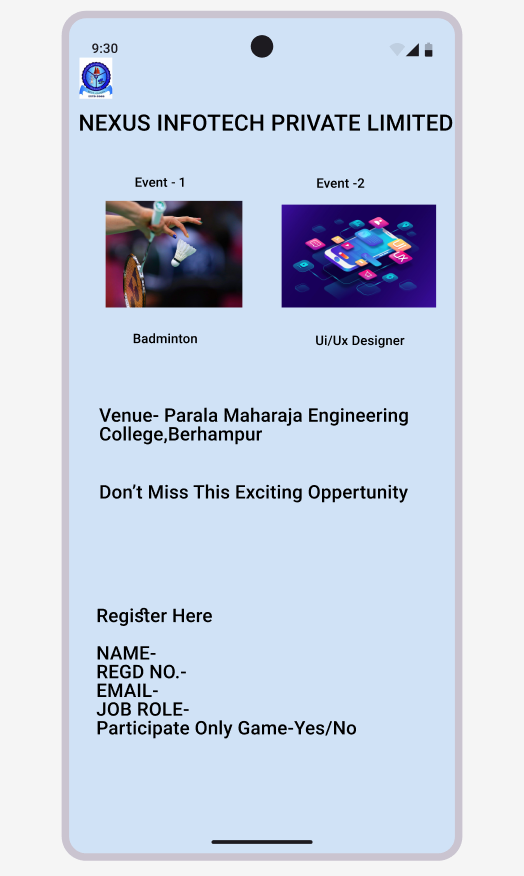 9:30
NEXUS INFOTECH PRIVATE LIMITED
Event - 1
Event -2
UI
UX
Badminton
Ui/Ux Designer
Venue- Parala Maharaja Engineering
College,Berhampur
Don’t Miss This Exciting Oppertunity
Register Here
NAME-
REGD NO.-
EMAIL-
JOB ROLE-
Participate Only Game-Yes/No